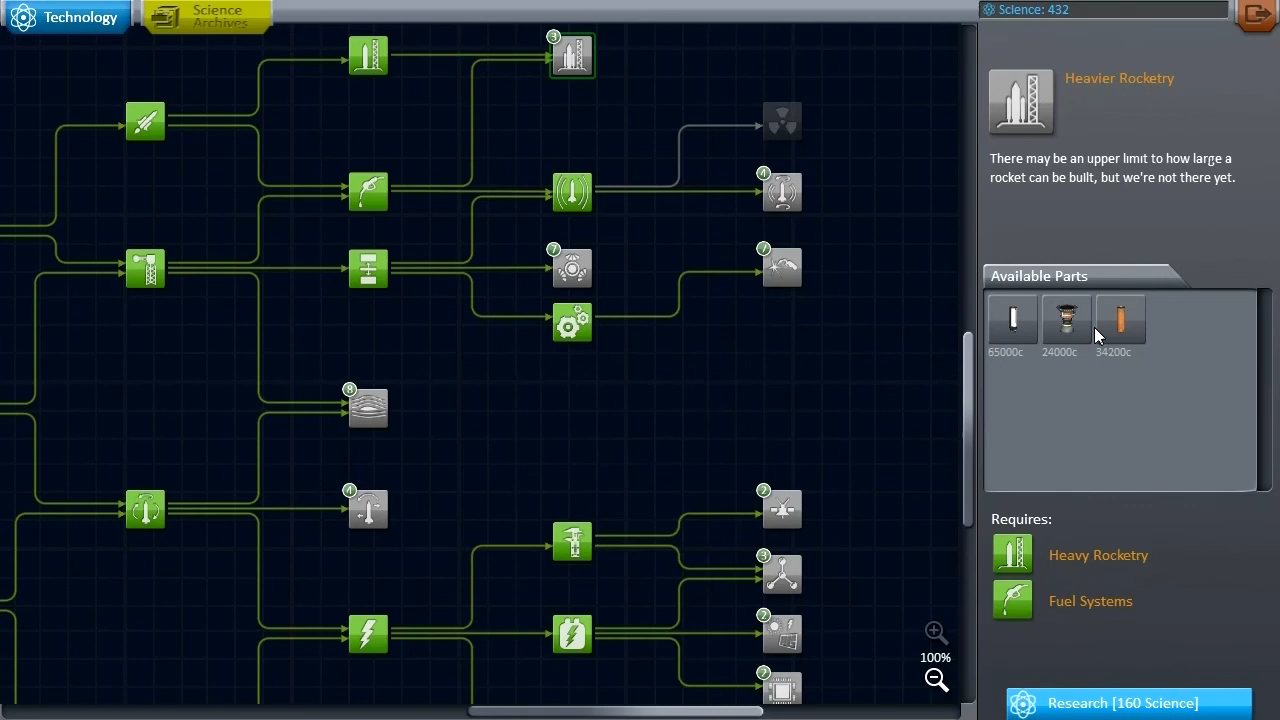 Technology
Science
Archives
Science: 432
Heavier Rocketry
There may be an upper limit to how large a
rocket can be built, but we're not there yet.
Available Parts
65000c
24000c
34200c
Requires:
Heavy Rocketry
Fuel Systems
Research [160 Science]
3
4
7
7
8
4
2
3
2
2
100%